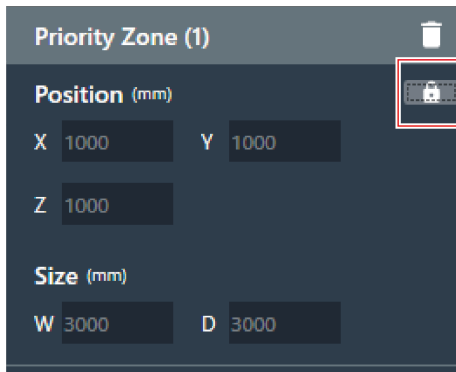 Priority Zone (1)
Position (mm)
X 1000 Y 1000
Z 1000
Size (mm)
W 3000 D 3000